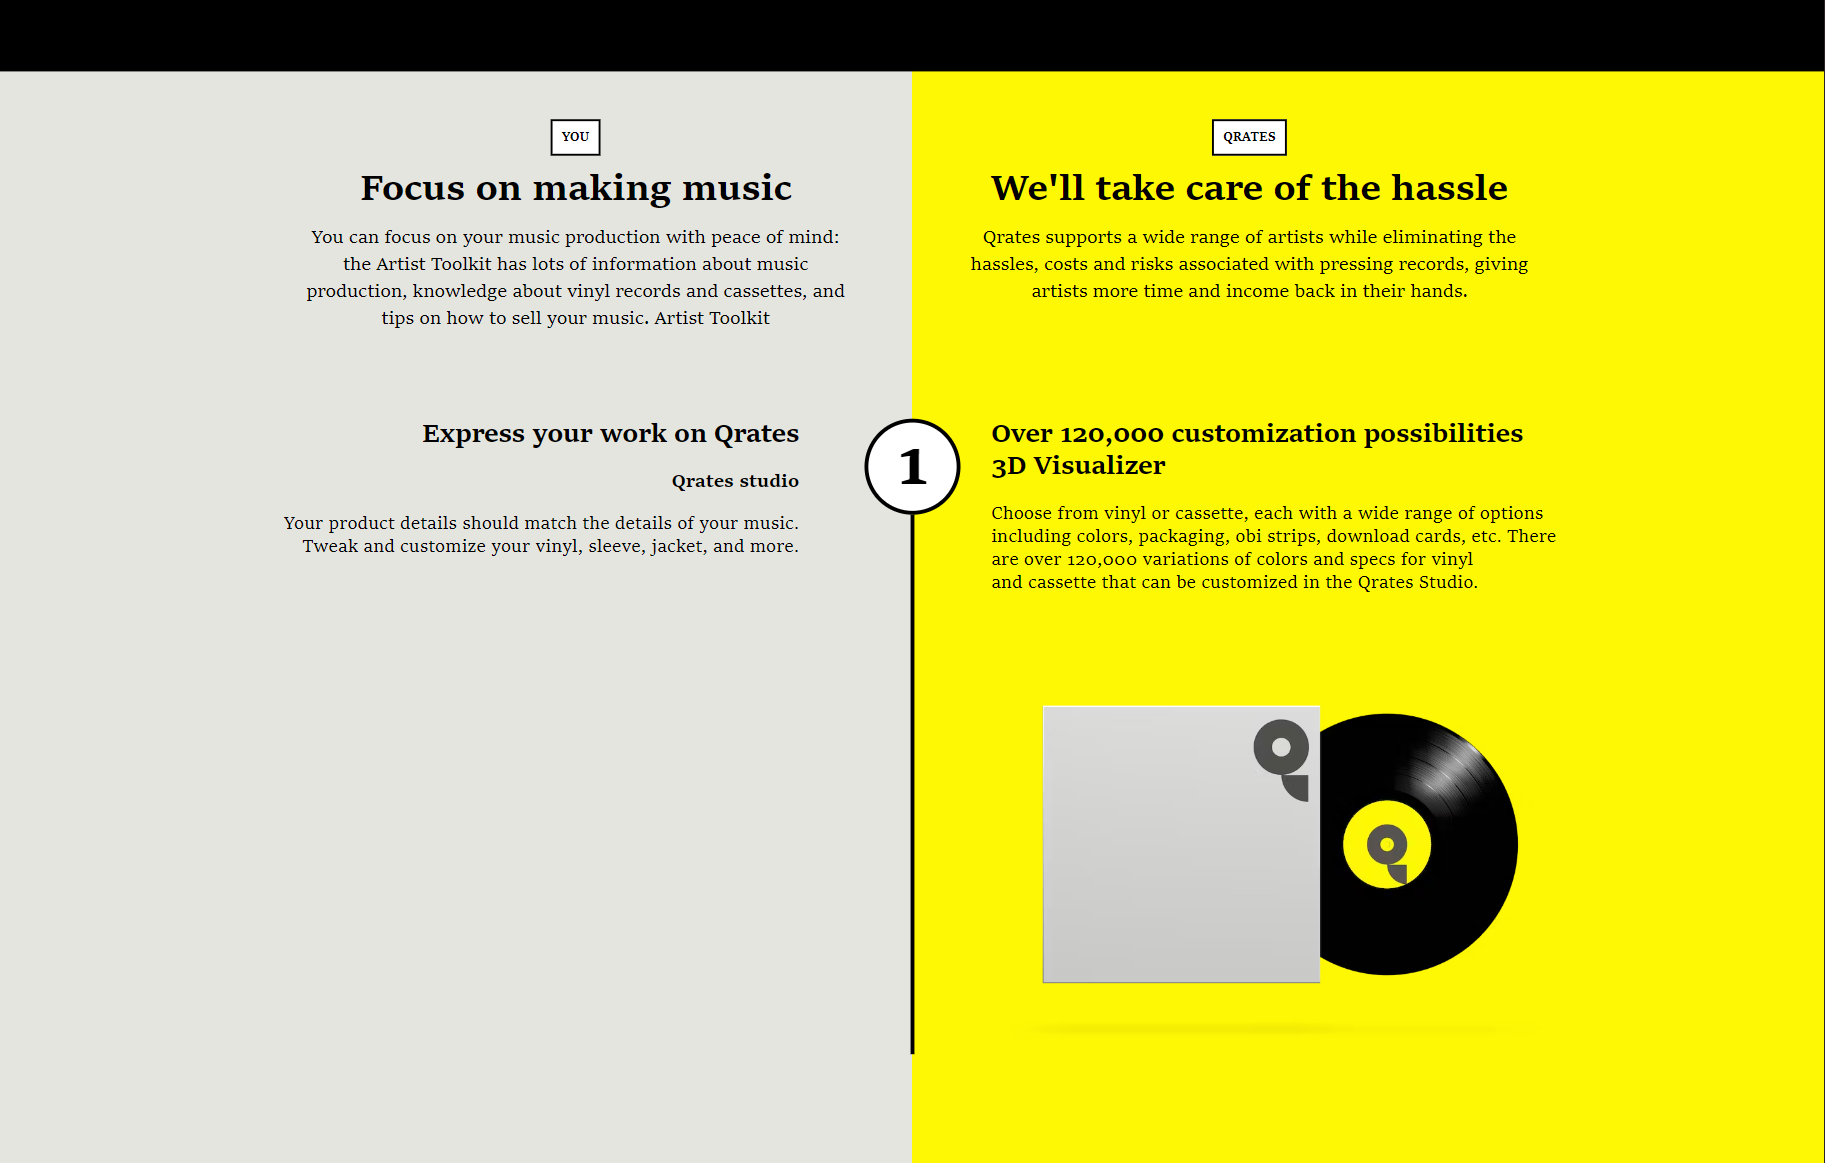 YOU
Focus on making music
You can focus on your music production with peace of mind:
the Artist Toolkit has lots of information about music
production, knowledge about vinyl records and cassettes, and
tips on how to sell your music. Artist Toolkit
QRATES
We'll take care of the hassle
Qrates supports a wide range of artists while eliminating the
hassles, costs and risks associated with pressing records, giving
artists more time and income back in their hands.
Express your work on Qrates
Qrates studio
Your product details should match the details of your music.
Tweak and customize your vinyl, sleeve, jacket, and more.
1
Over 120,000 customization possibilities
3D Visualizer
Choose from vinyl or cassette, each with a wide range of options
including colors, packaging, obi strips, download cards, etc. There
are over 120,000 variations of colors and specs for vinyl
and cassette that can be customized in the Qrates Studio.